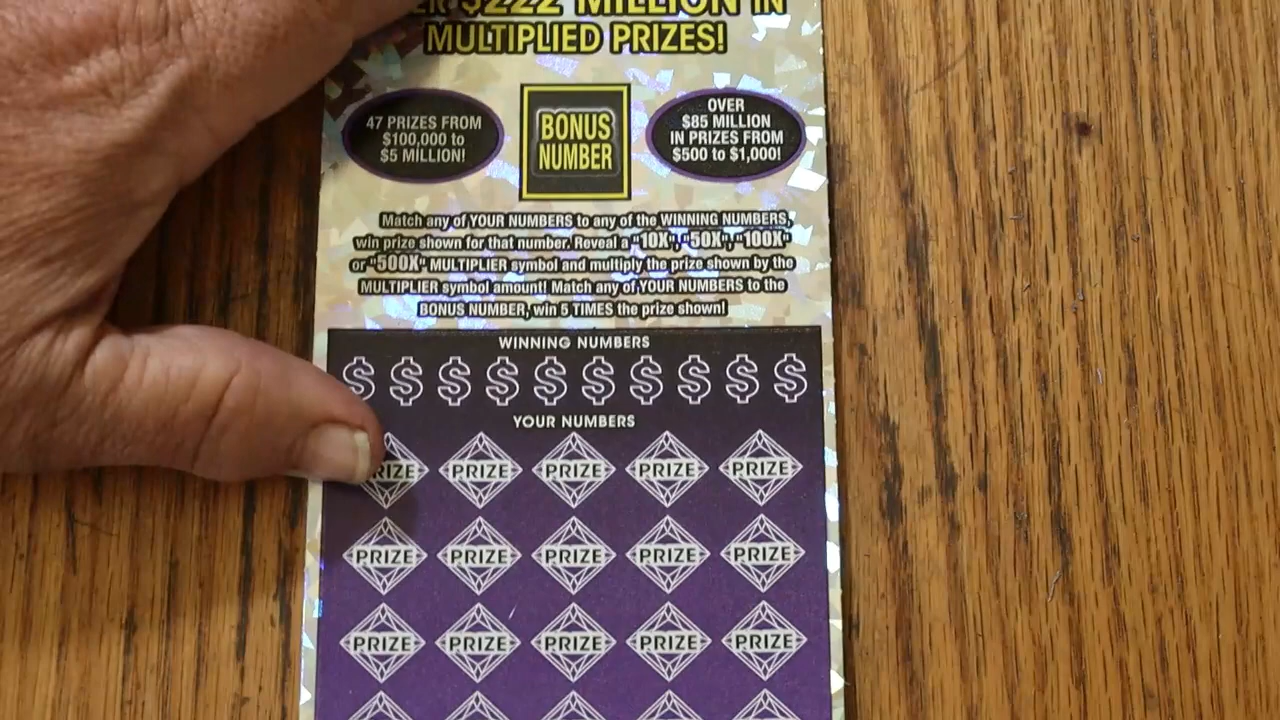 $222 MILLION IN
MULTIPLIED PRIZES!
47 PRIZES FROM
$100,000 to
$5 MILLION!
BONUS
NUMBER
OVER
$85 MILLION
IN PRIZES FROM
$500 to $1,000!
Match any of YOUR NUMBERS to any of the WINNING NUMBERS,
win prize shown for that number. Reveal a "10X", "50X", "100X"
or "500X" MULTIPLIER symbol and multiply the prize shown by the
MULTIPLIER symbol amount! Match any of YOUR NUMBERS to the
BONUS NUMBER, win 5 TIMES the prize shown!
WINNING NUMBERS
$ $ $ $ $ $ $ $ $ $
YOUR NUMBERS
PRIZE PRIZE PRIZE PRIZE
PRIZE PRIZE PRIZE PRIZE PRIZE
PRIZE PRIZE PRIZE PRIZE PRIZE